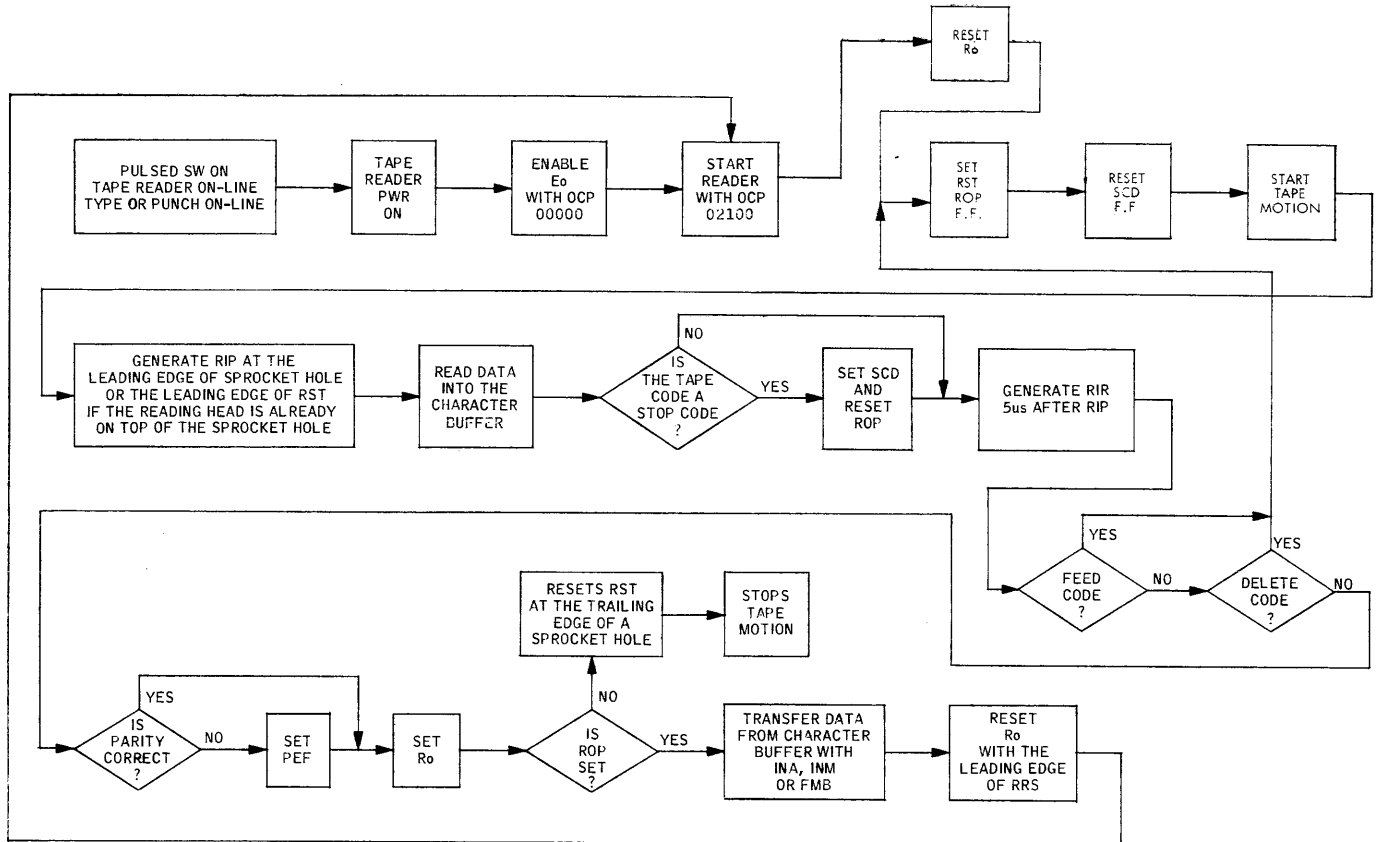 RESET
Ro
PULSED SW ON
TAPE READER ON-LINE
TYPE OR PUNCH ON-LINE
TAPE
READER
PWR
ON
ENABLE
Eo
WITH OCP
00000
START
READER
WITH OCP
02100
SET
RST
ROP
F.F.
RESET
SCD
F.F
START
TAPE
MOTION
GENERATE RIP AT THE
LEADING EDGE OF SPROCKET HOLE
OR THE LEADING EDGE OF RST
IF THE READING HEAD IS ALREADY
ON TOP OF THE SPROCKET HOLE
READ DATA
INTO THE
CHARACTER
BUFFER
NO
IS
THE TAPE
CODE A
STOP CODE
?
YES
SET SCD
AND
RESET
ROP
GENERATE RIR
5us AFTER RIP
YES
FEED
CODE
?
NO
YES
DELETE
CODE
?
NO
RESETS RST
AT THE TRAILING
EDGE OF A
SPROCKET HOLE
STOPS
TAPE
MOTION
YES
IS
PARITY
CORRECT
?
NO
SET
PEF
SET
Ro
NO
IS
ROP
SET
?
YES
TRANSFER DATA
FROM CHARACTER
BUFFER WITH
INA, INM
OR FMB
RESET
Ro
WITH THE
LEADING EDGE
OF RRS